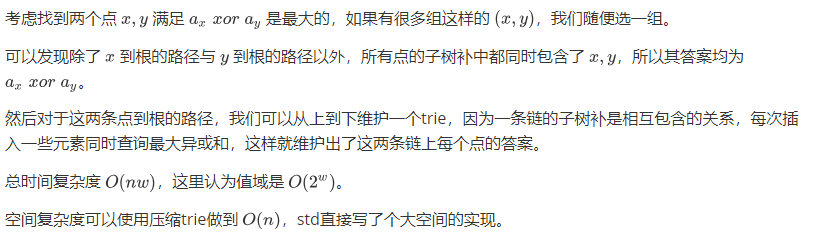 考虑找到两个点 x, y 满足 a_x xor a_y 是最大的，如果有很多组这样的 (x, y)，我们随便选一组。
可以发现除了 x 到根的路径与 y 到根的路径以外，所有点的子树补中都同时包含了 x, y，所以其答案均为
a_x xor a_y。
然后对于这两条点到根的路径，我们可以从上到下维护一个trie，因为一条链的子树补是相互包含的关系，每次插
入一些元素同时查询最大异或和，这样就维护出了这两条链上每个点的答案。
总时间复杂度 O(nw)，这里认为值域是 O(2^w)。
空间复杂度可以使用压缩trie做到 O(n)，std直接写了个大空间的实现。